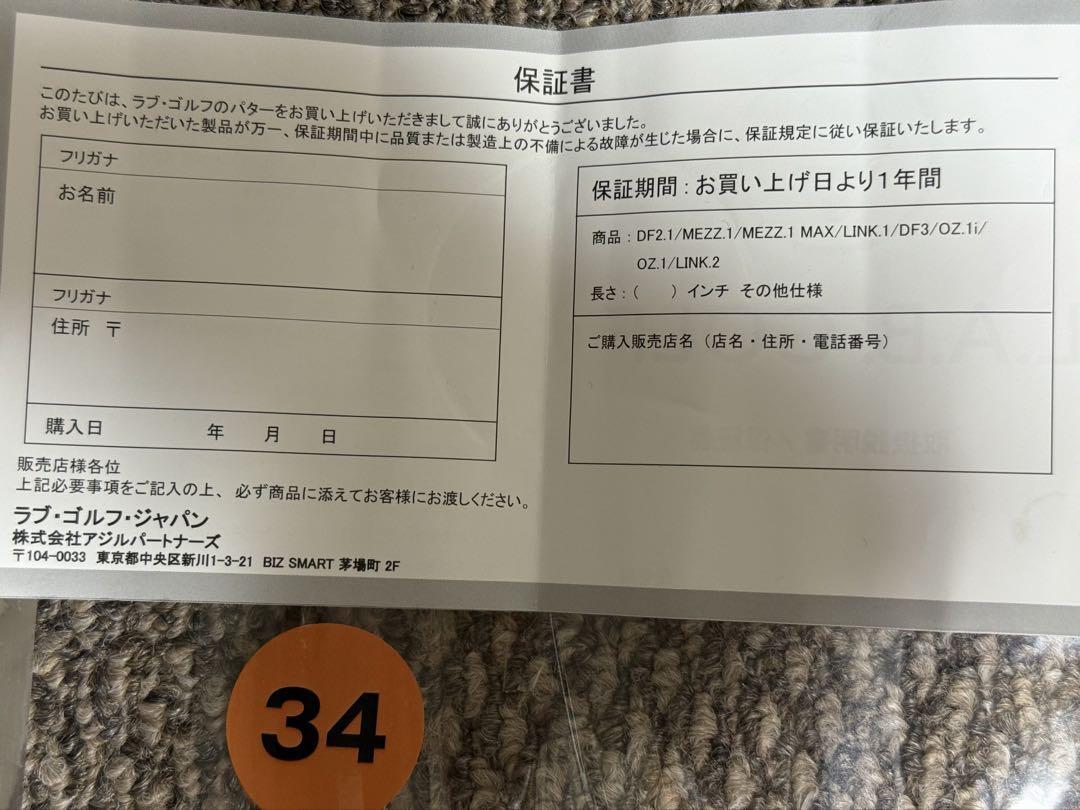 保証書
このたびは、ラブ・ゴルフのパターをお買い上げいただきまして誠にありがとうございました。
お買い上げいただいた製品が万一、保証期間中に品質または製造上の不備による故障が生じた場合に、保証規定に従い保証いたします。
フリガナ
お名前
フリガナ
住所 〒
購入日 年 月 日
保証期間：お買い上げ日より1年間
商品：DF2.1/MEZZ.1/MEZZ.1 MAX/LINK.1/DF3/OZ.1i/
OZ.1/LINK.2
長さ：（ ）インチ その他仕様
ご購入販売店名（店名・住所・電話番号）
販売店様各位
上記必要事項をご記入の上、必ず商品に添えてお客様にお渡しください。
ラブ・ゴルフ・ジャパン
株式会社アジルパートナーズ
〒104-0033 東京都中央区新川1-3-21 BIZ SMART 茅場町 2F
34